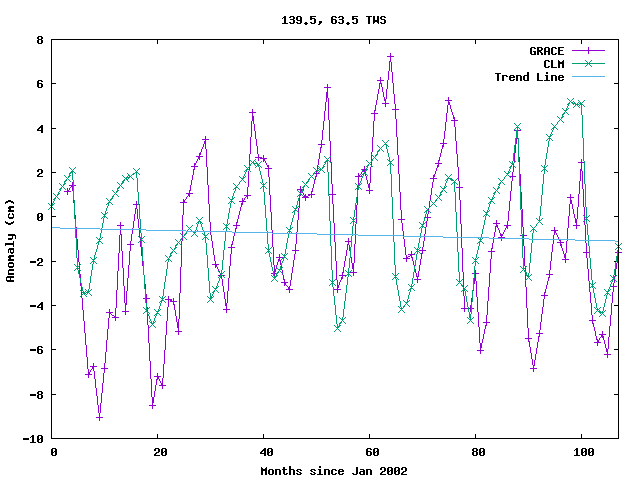 139.5, 63.5 TWS
GRACE
CLM
Trend Line
8
6
4
2
0
-2
-4
-6
-8
-10
Anomaly (cm)
0 20 40 60 80 100
Months since Jan 2002